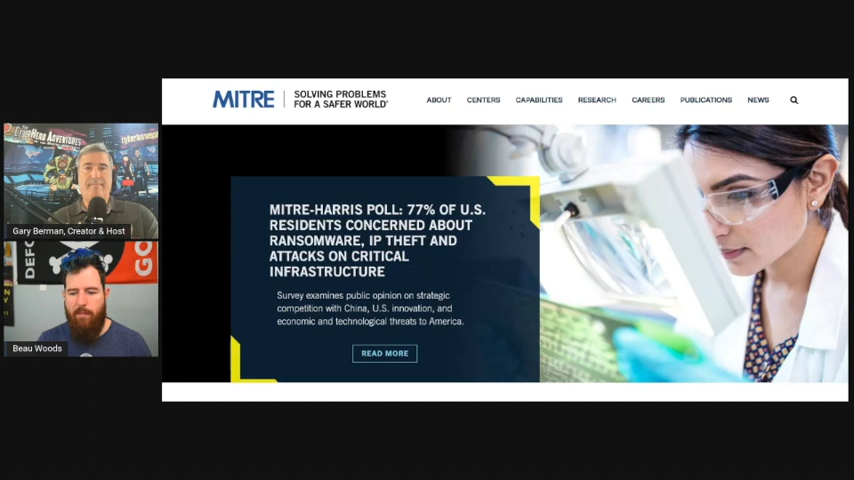 MITRE
SOLVING PROBLEMS
FOR A SAFER WORLD®
ABOUT
CENTERS
CAPABILITIES
RESEARCH
CAREERS
PUBLICATIONS
NEWS
MITRE-HARRIS POLL: 77% OF U.S.
RESIDENTS CONCERNED ABOUT
RANSOMWARE, IP THEFT AND
ATTACKS ON CRITICAL
INFRASTRUCTURE
Survey examines public opinion on strategic
competition with China, U.S. innovation, and
economic and technological threats to America.
READ MORE
Gary Berman, Creator & Host
DEFC
GO
Beau Woods